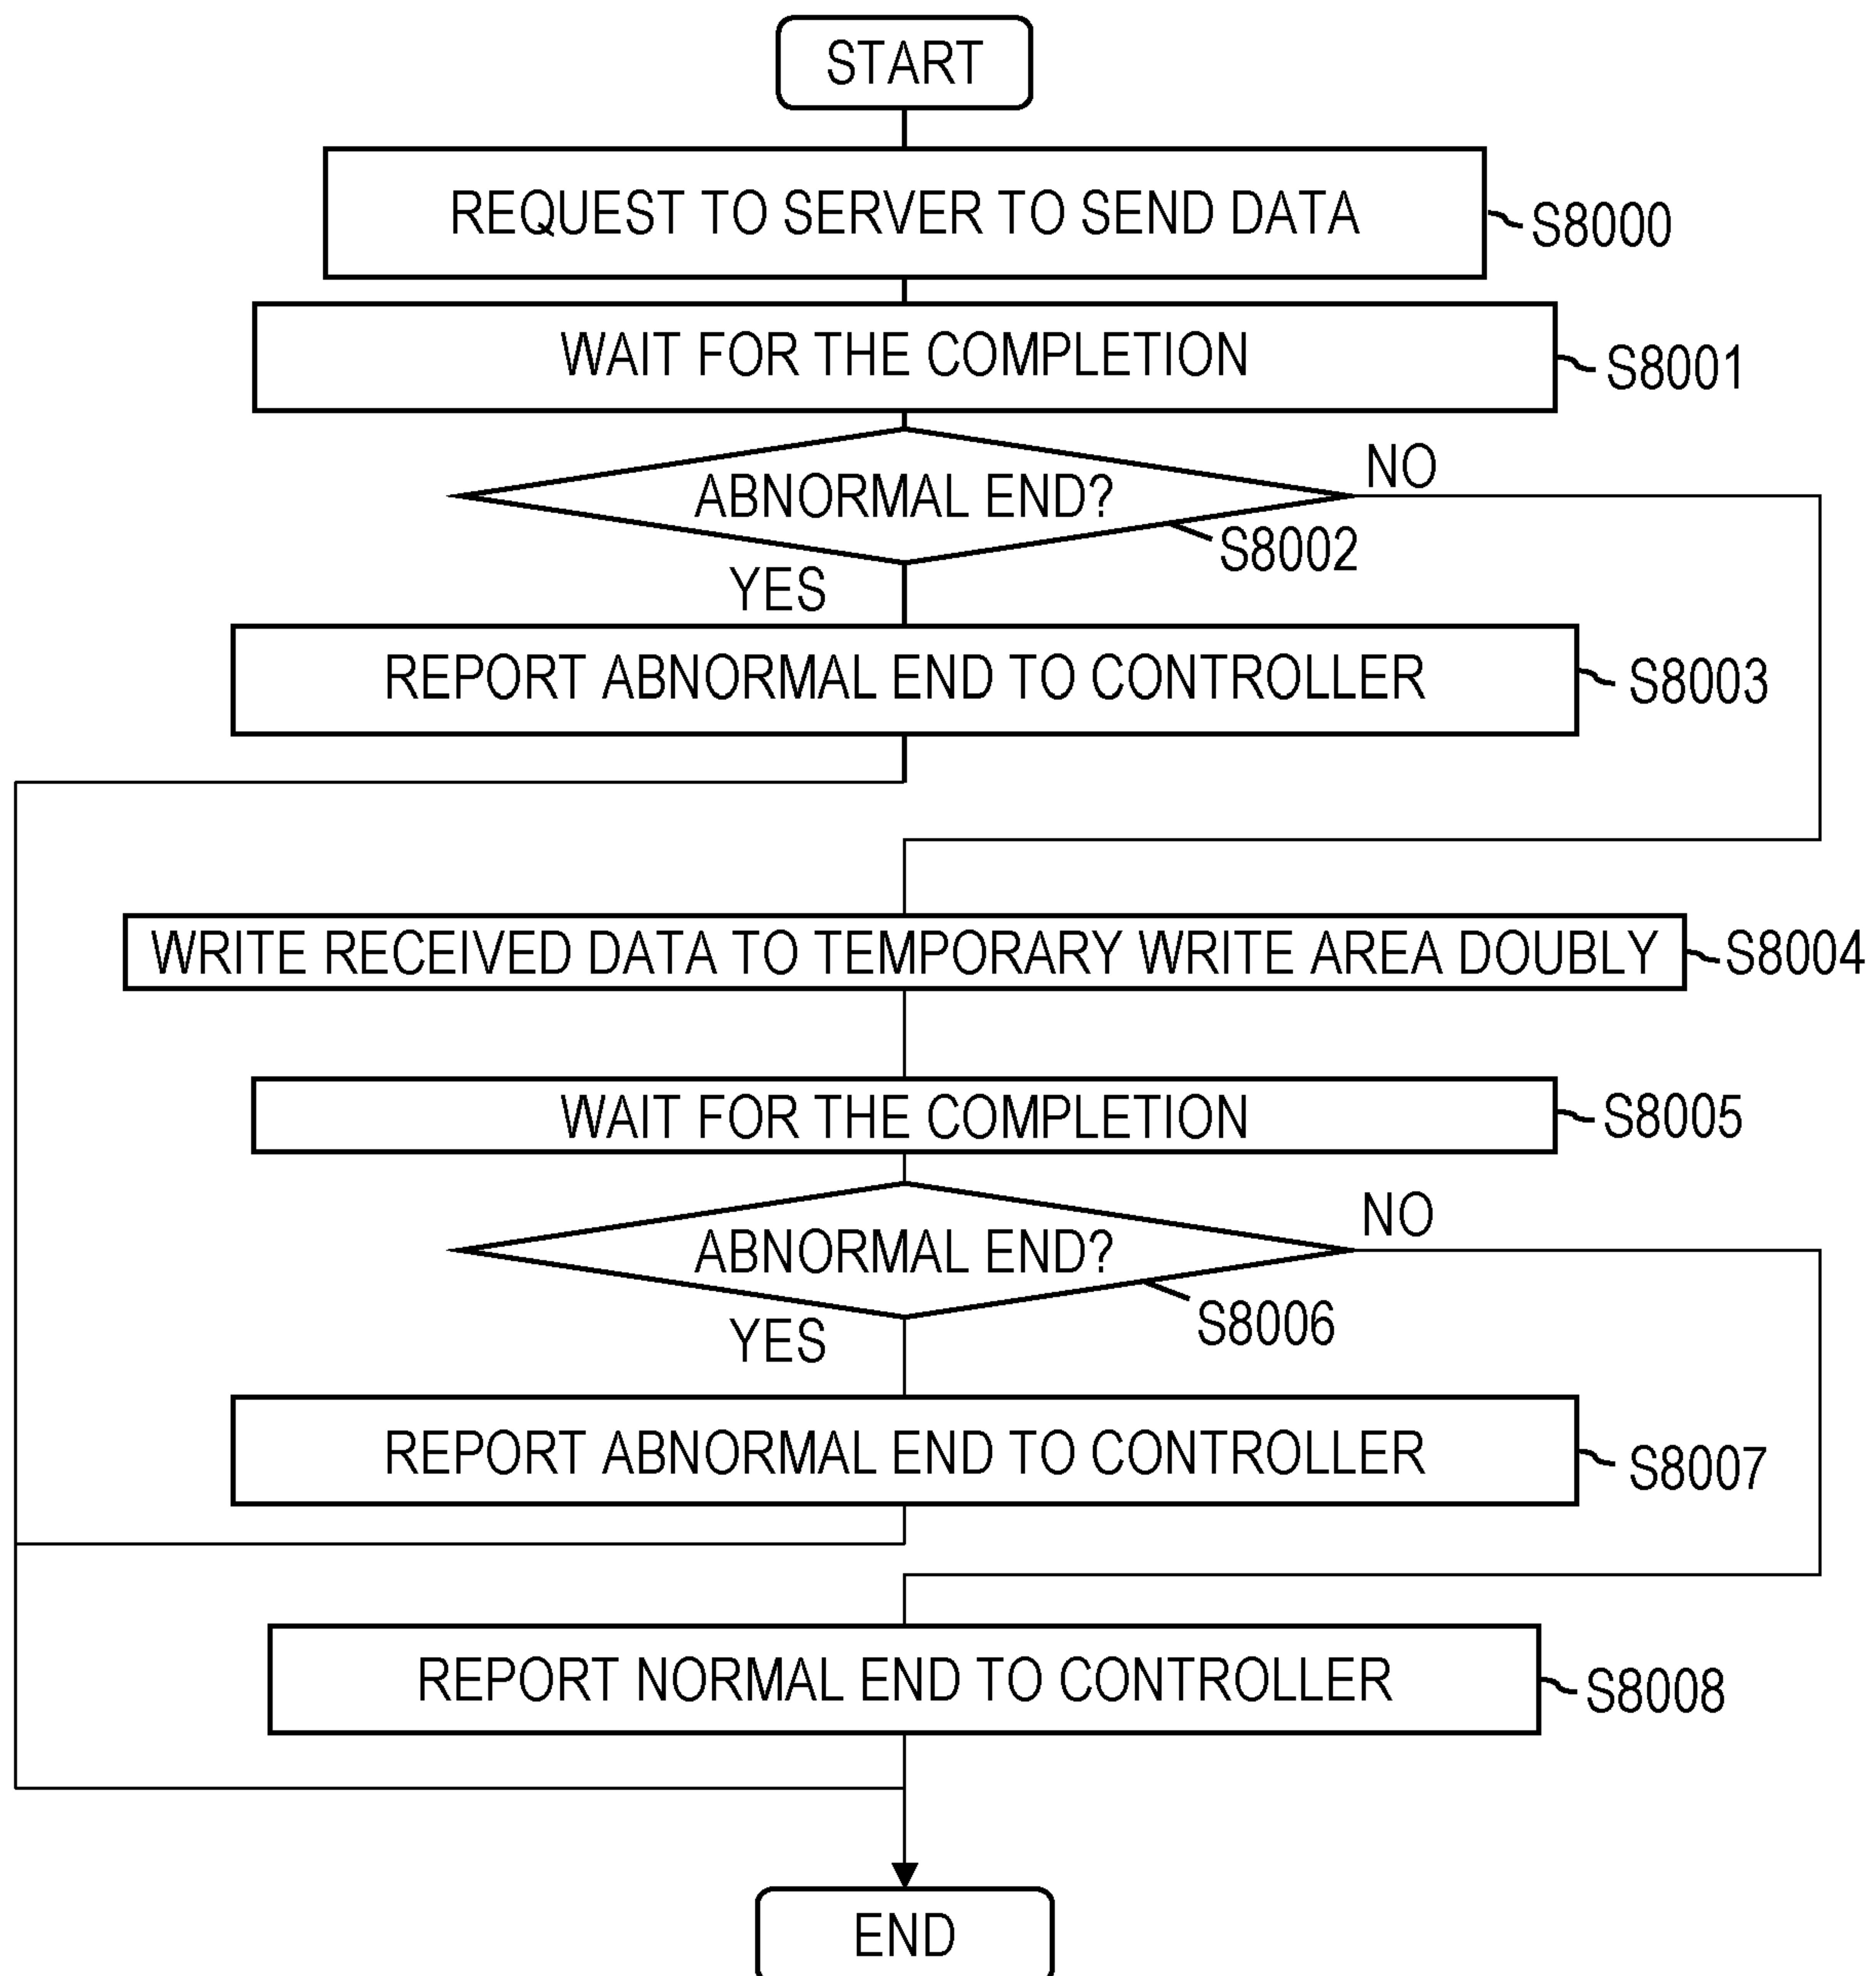 START
REQUEST TO SERVER TO SEND DATA
S8000
WAIT FOR THE COMPLETION
S8001
ABNORMAL END?
NO
S8002
YES
REPORT ABNORMAL END TO CONTROLLER
S8003
WRITE RECEIVED DATA TO TEMPORARY WRITE AREA DOUBLY
S8004
WAIT FOR THE COMPLETION
S8005
ABNORMAL END?
NO
S8006
YES
REPORT ABNORMAL END TO CONTROLLER
S8007
REPORT NORMAL END TO CONTROLLER
S8008
END